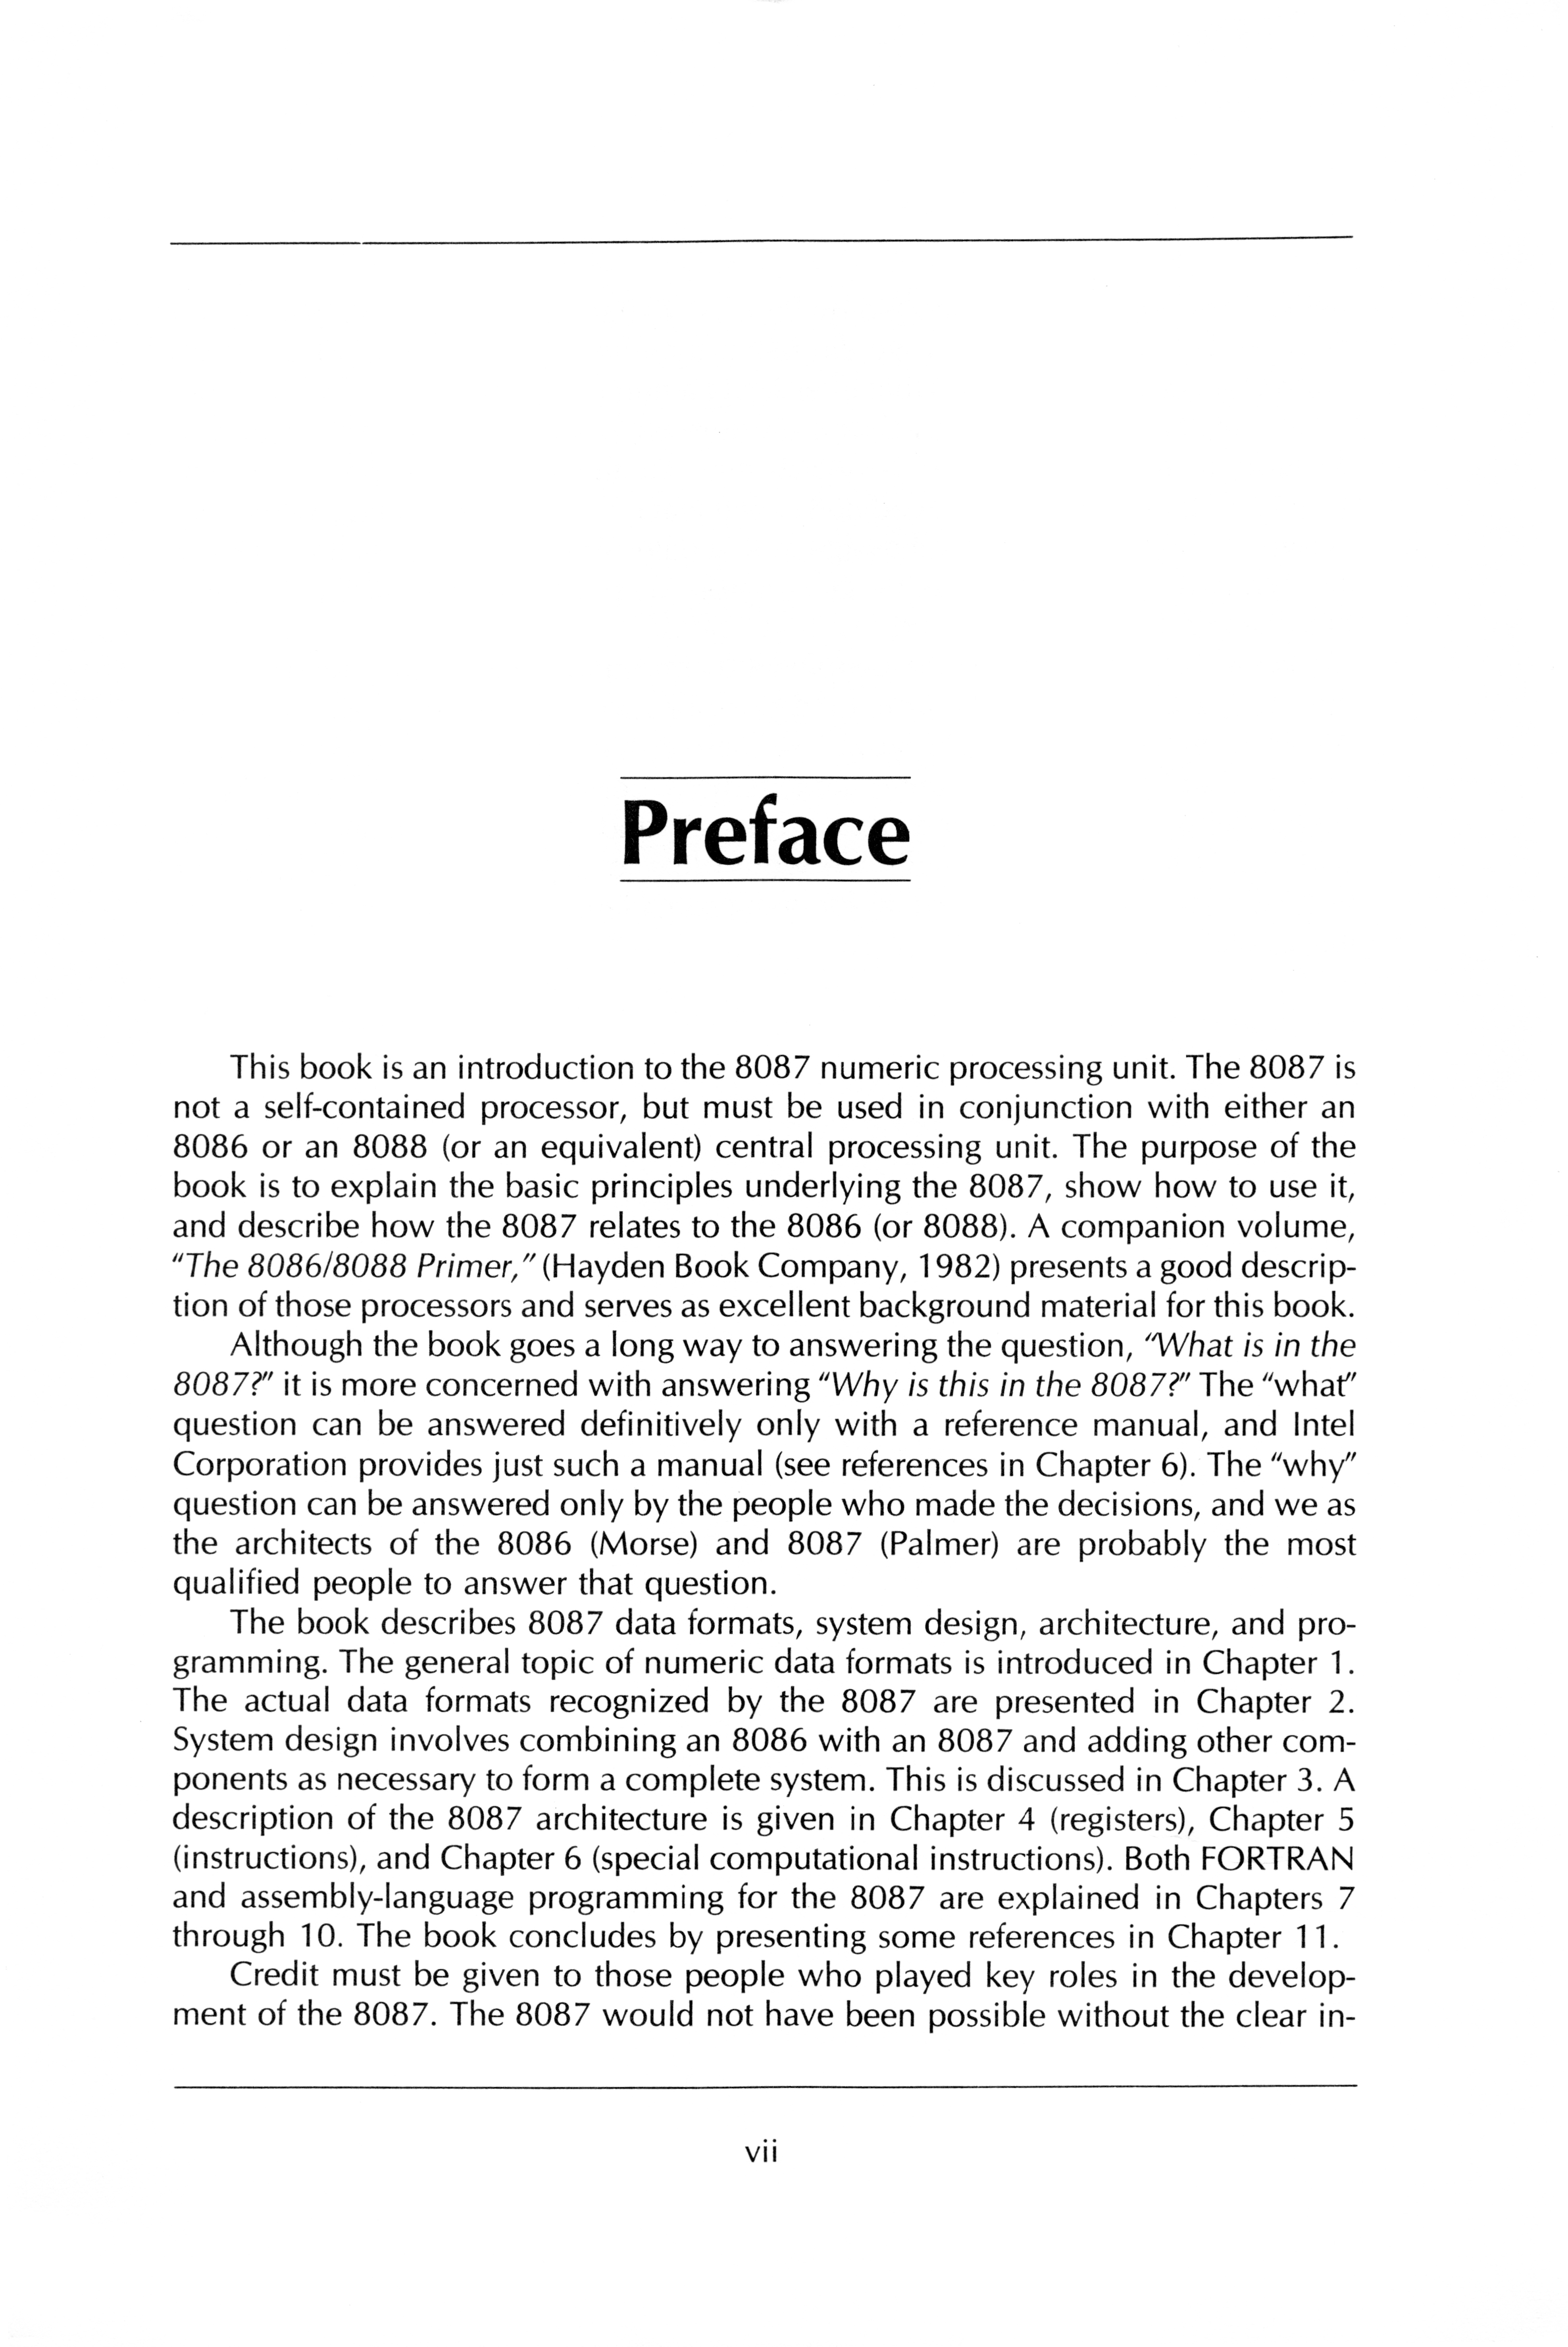 Preface
This book is an introduction to the 8087 numeric processing unit. The 8087 is
not a self-contained processor, but must be used in conjunction with either an
8086 or an 8088 (or an equivalent) central processing unit. The purpose of the
book is to explain the basic principles underlying the 8087, show how to use it,
and describe how the 8087 relates to the 8086 (or 8088). A companion volume,
"The 8086/8088 Primer," (Hayden Book Company, 1982) presents a good descrip-
tion of those processors and serves as excellent background material for this book.
Although the book goes a long way to answering the question, "What is in the
8087?" it is more concerned with answering "Why is this in the 8087?" The "what"
question can be answered definitively only with a reference manual, and Intel
Corporation provides just such a manual (see references in Chapter 6). The "why"
question can be answered only by the people who made the decisions, and we as
the architects of the 8086 (Morse) and 8087 (Palmer) are probably the most
qualified people to answer that question.
The book describes 8087 data formats, system design, architecture, and pro-
gramming. The general topic of numeric data formats is introduced in Chapter 1.
The actual data formats recognized by the 8087 are presented in Chapter 2.
System design involves combining an 8086 with an 8087 and adding other com-
ponents as necessary to form a complete system. This is discussed in Chapter 3. A
description of the 8087 architecture is given in Chapter 4 (registers), Chapter 5
(instructions), and Chapter 6 (special computational instructions). Both FORTRAN
and assembly-language programming for the 8087 are explained in Chapters 7
through 10. The book concludes by presenting some references in Chapter 11.
Credit must be given to those people who played key roles in the develop-
ment of the 8087. The 8087 would not have been possible without the clear in-
vii